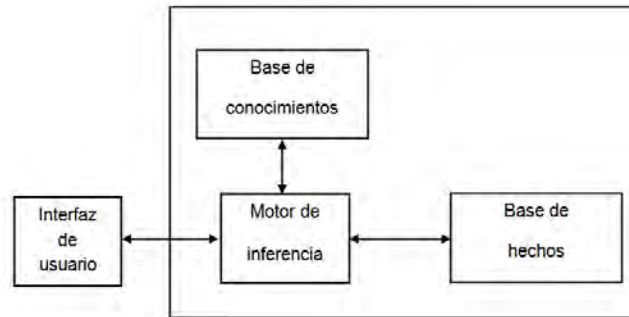 Base de
conocimientos
Interfaz
de
usuario
Motor de
inferencia
Base de
hechos